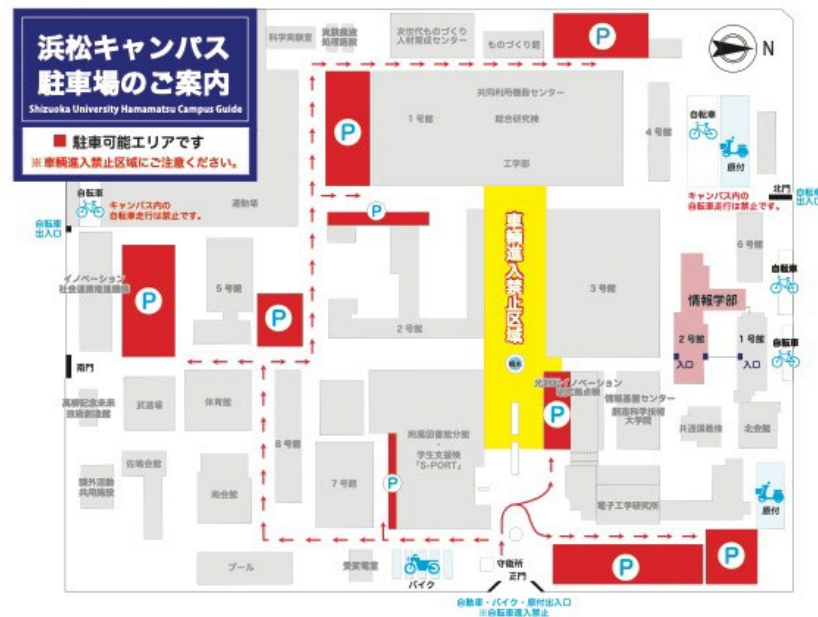 浜松キャンパス
駐車場のご案内
Shizuoka University Hamamatsu Campus Guide
駐車可能エリアです
※車輌進入禁止区域にご注意ください。
科学実験室
実験廃液
処理施設
次世代ものづくり
人材育成センター
ものづくり館
P
N
共同利用機器センター
1号館
総合研究棟
工学部
P
4号館
自転車
原付
北門
自転車
出入口
キャンパス内の
自転車走行は禁止です。
自転車
キャンパス内の
自転車走行は禁止です。
運動場
自転車
出入口
P
車輌進入禁止区域
6号館
自転車
イノベーション
社会連携推進機構
P
5号館
P
2号館
3号館
情報学部
2号館
1号館
入口
入口
自転車
南門
噴水
光創起イノベーション
研究拠点棟
P
情報基盤センター
創造科学技術
大学院
共通講義棟
北会館
高柳記念未来
技術創造館
武道場
体育館
8号館
附属図書館分館
・
学生支援棟
「S-PORT」
7号館
P
佐鳴会館
課外活動
共用施設
南会館
電子工学研究所
原付
プール
受変電室
バイク
守衛所
正門
P
P
自動車・バイク・原付出入口
※自転車進入禁止